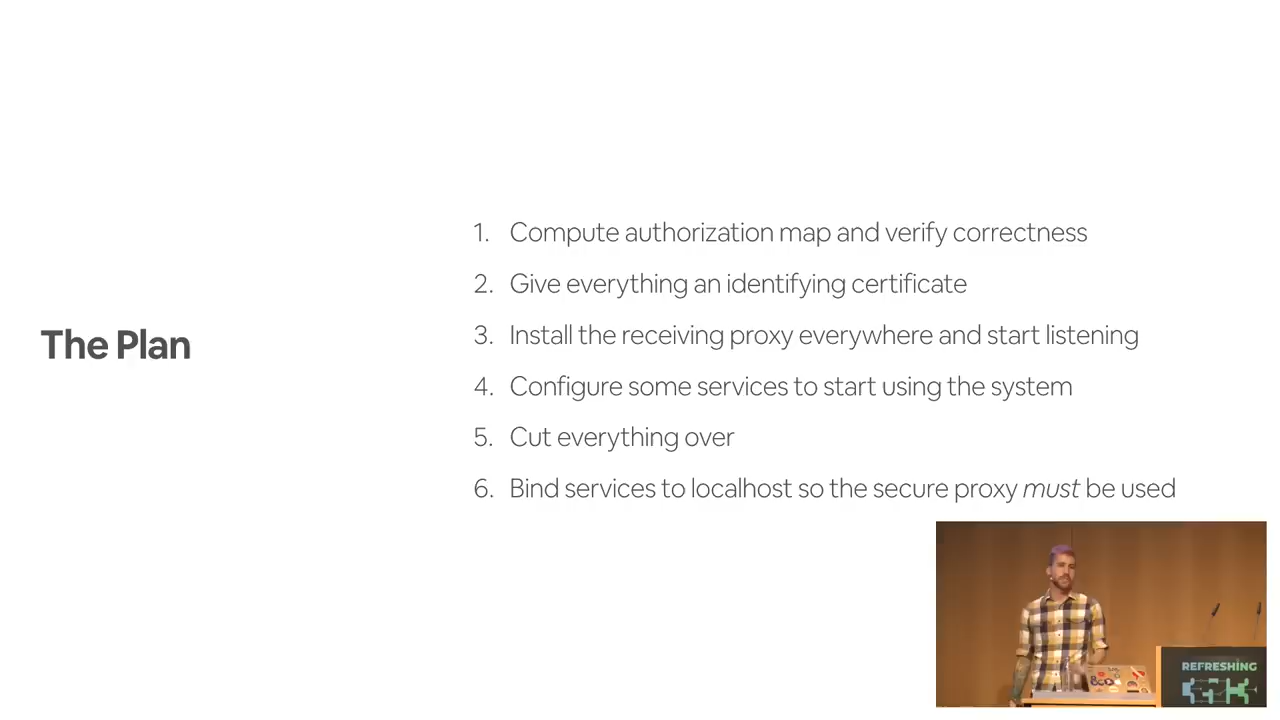 The Plan
1. Compute authorization map and verify correctness
2. Give everything an identifying certificate
3. Install the receiving proxy everywhere and start listening
4. Configure some services to start using the system
5. Cut everything over
6. Bind services to localhost so the secure proxy must be used
REFRESHING